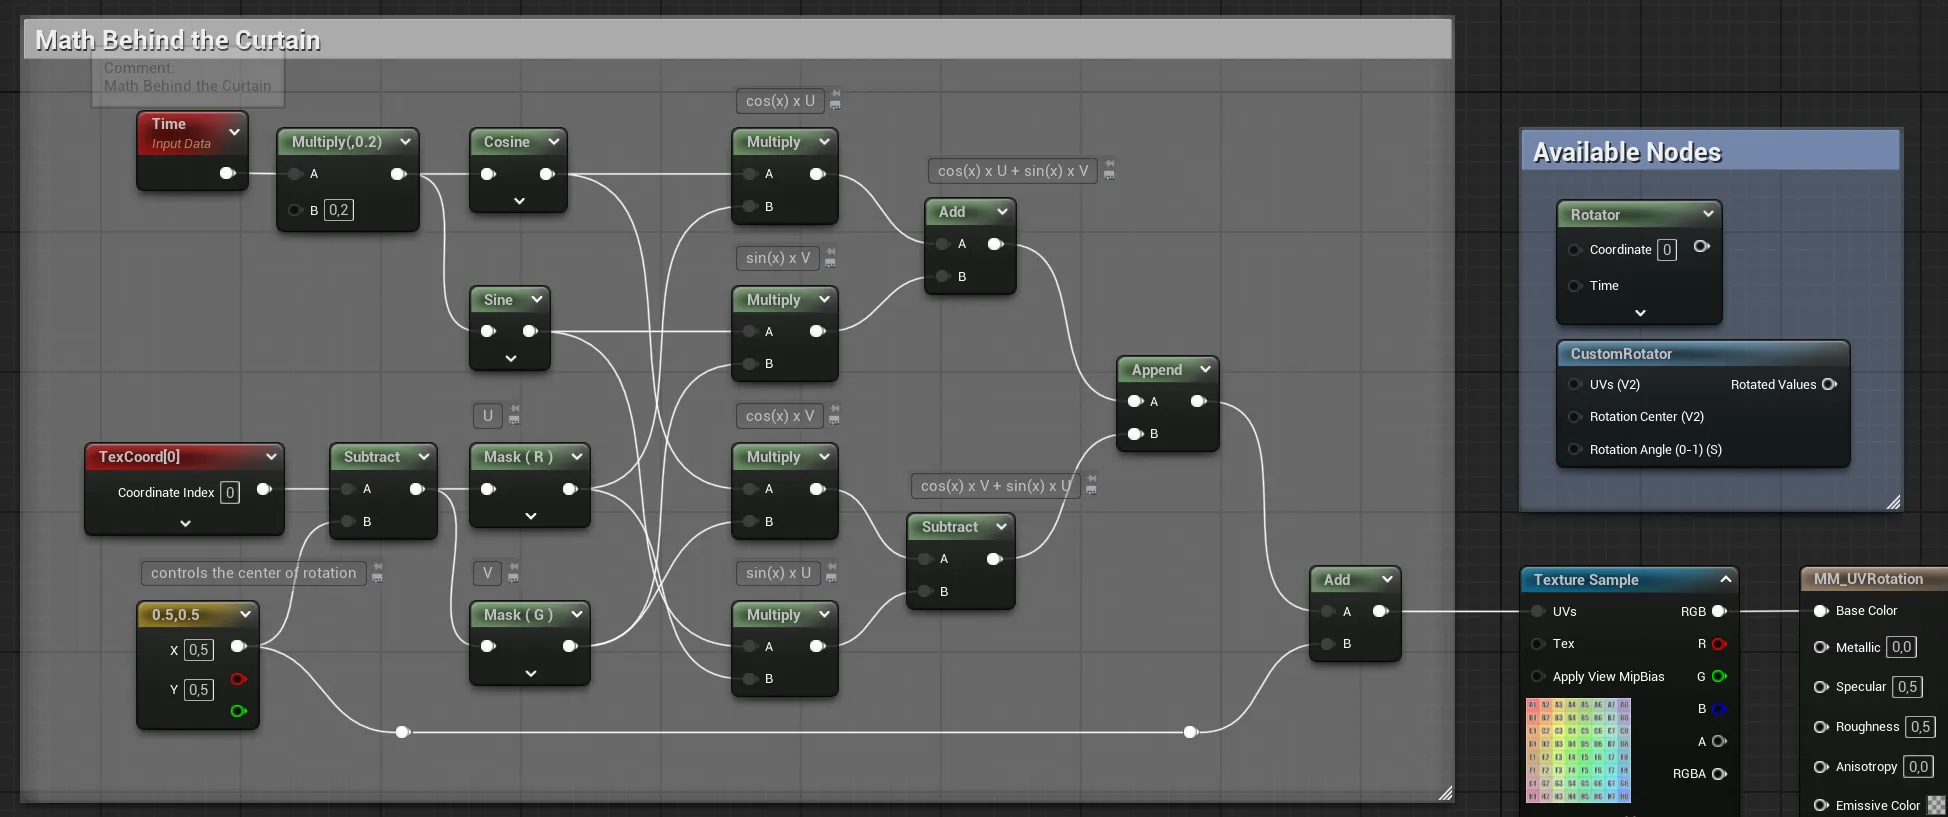 Math Behind the Curtain
Comment:
Math Behind the Curtain
Time
Input Data
Multiply(,0.2)
A
B 0,2
Cosine
cos(x) x U
Multiply
A
B
cos(x) x U + sin(x) x V
Add
A
B
Sine
sin(x) x V
Multiply
A
B
Append
A
B
TexCoord[0]
Coordinate Index 0
Subtract
A
B
U
Mask ( R )
cos(x) x V
Multiply
A
B
cos(x) x V + sin(x) x U
Subtract
A
B
controls the center of rotation
0.5,0.5
X 0,5
Y 0,5
V
Mask ( G )
sin(x) x U
Multiply
A
B
Add
A
B
Available Nodes
Rotator
Coordinate 0
Time
CustomRotator
UVs (V2) Rotated Values
Rotation Center (V2)
Rotation Angle (0-1) (S)
Texture Sample
UVs RGB
Tex R
Apply View MipBias G
B
A
RGBA
MM_UVRotation
Base Color
Metallic 0,0
Specular 0,5
Roughness 0,5
Anisotropy 0,0
Emissive Color